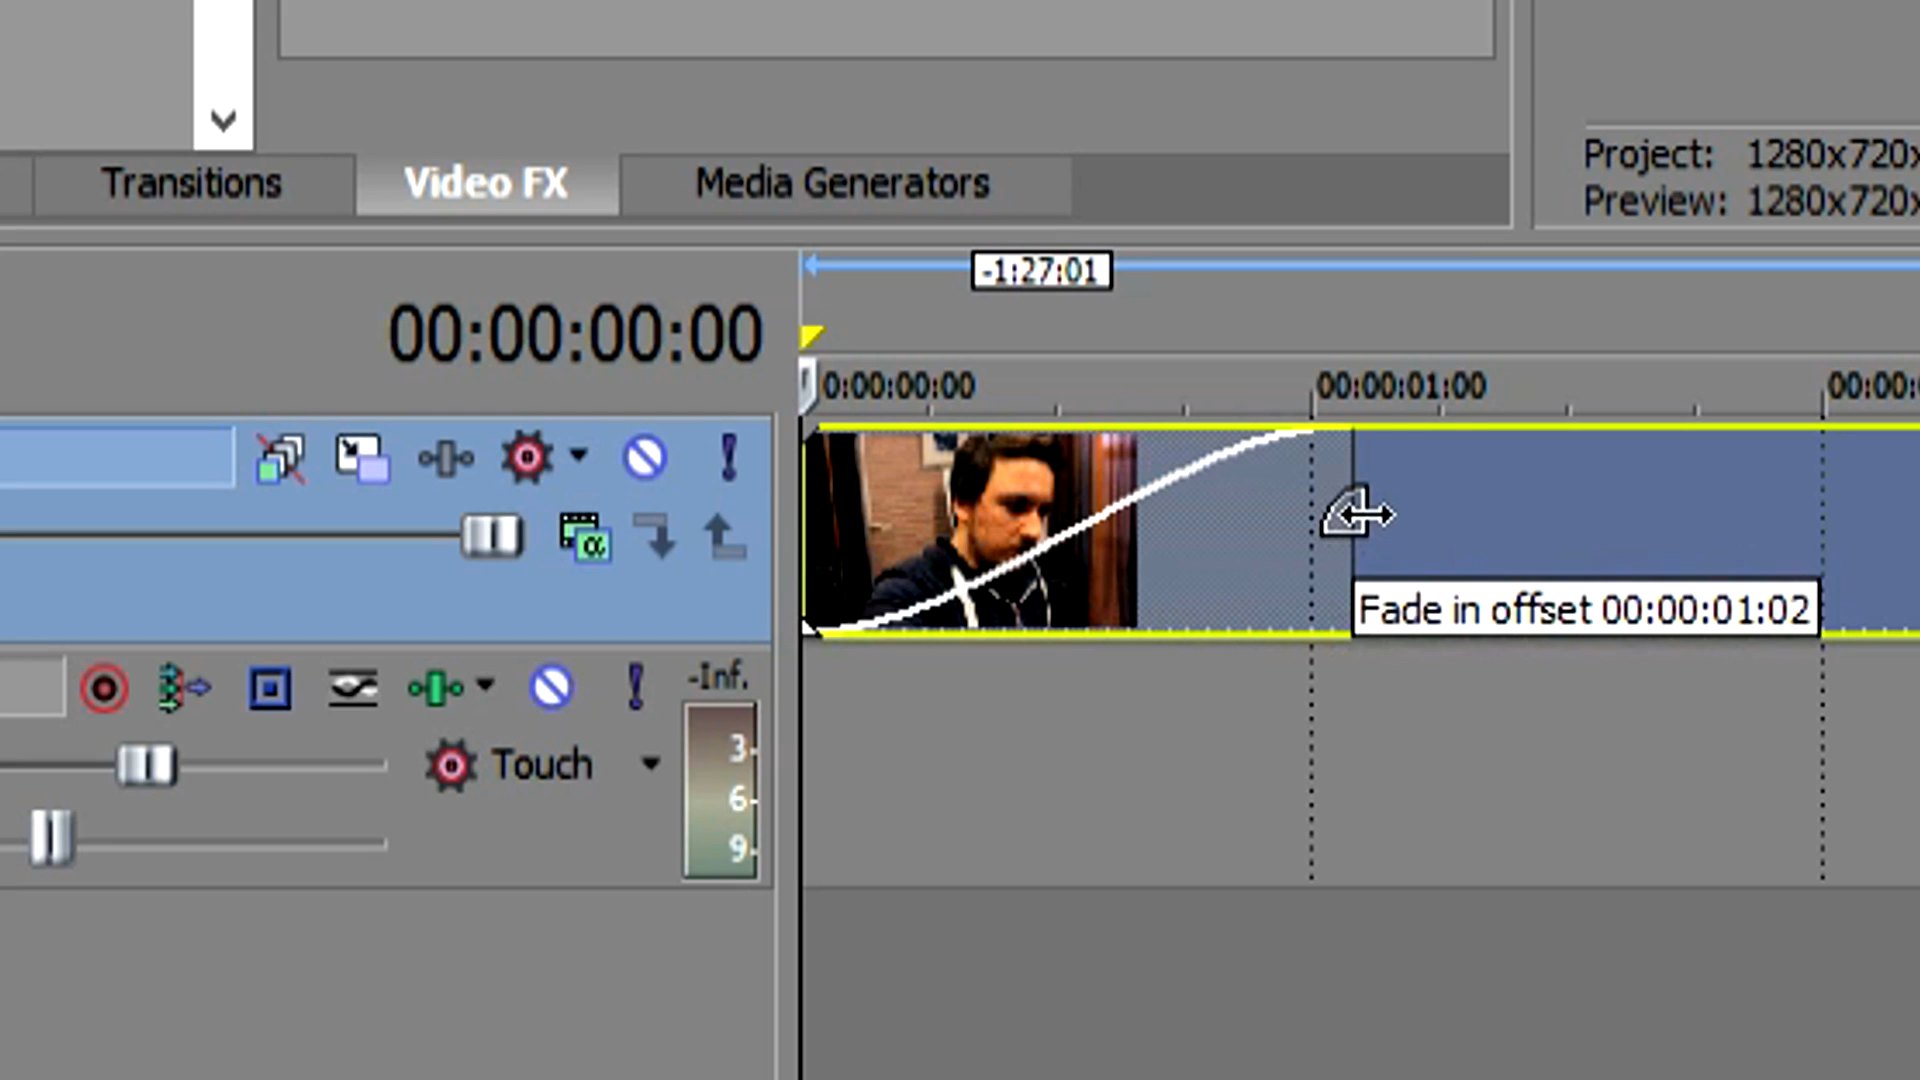 Transitions
Video FX
Media Generators
Project: 1280x720x
Preview: 1280x720x
-1:27:01
00:00:00:00
0:00:00:00
00:00:01:00
00:00:
Fade in offset 00:00:01:02
-Inf.
Touch
3
6
9